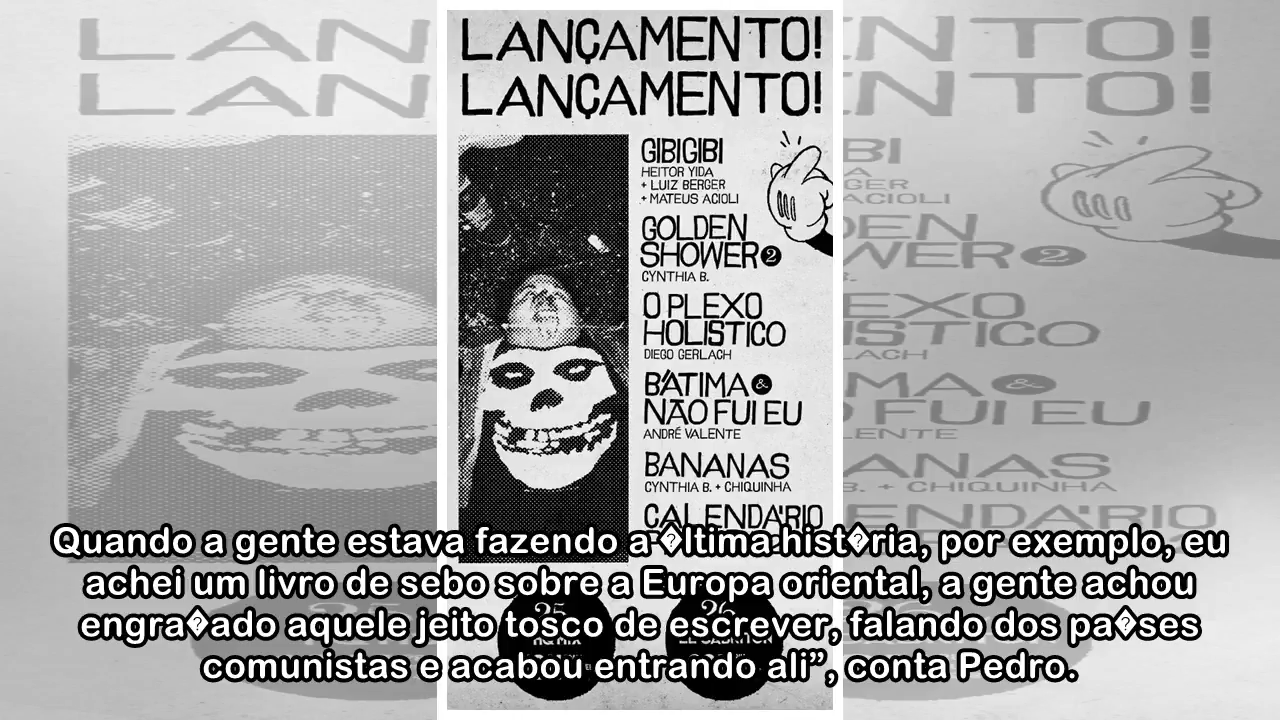 LANÇAMENTO!
LANÇAMENTO!
GIBIGIBI
HEITOR YIDA
+ LUIZ BERGER
+ MATEUS ACIOLI
GOLDEN
SHOWER 2
CYNTHIA B.
O PLEXO
HOLISTICO
DIEGO GERLACH
BÁTIMA &
NÃO FUI EU
ANDRÉ VALENTE
BANANAS
CYNTHIA B. + CHIQUINHA
CALENDÁRIO
Quando a gente estava fazendo a �ltima hist�ria, por exemplo, eu
achei um livro de sebo sobre a Europa oriental, a gente achou
engra�ado aquele jeito tosco de escrever, falando dos pa�ses
comunistas e acabou entrando ali”, conta Pedro.